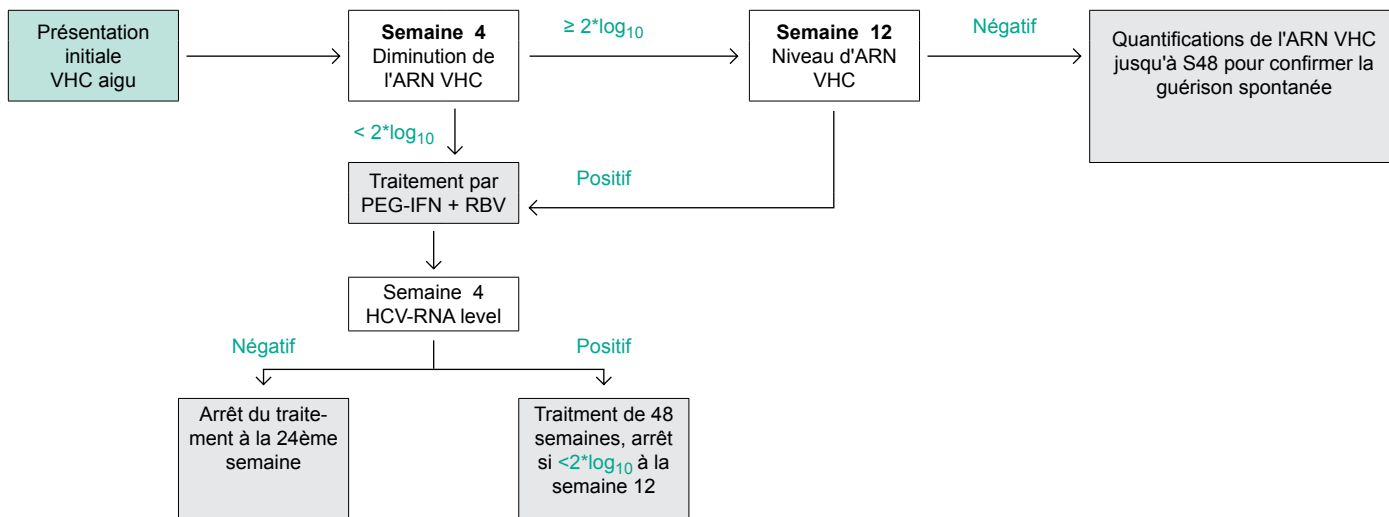 Présentation
initiale
VHC aigu
Semaine 4
Diminution de
l'ARN VHC
≥ 2*log10
Semaine 12
Niveau d'ARN
VHC
Négatif
Quantifications de l'ARN VHC
jusqu'à S48 pour confirmer la
guérison spontanée
< 2*log10
Traitement par
PEG-IFN + RBV
Positif
Semaine 4
HCV-RNA level
Négatif
Positif
Arrêt du traite-
ment à la 24ème
semaine
Traitment de 48
semaines, arrêt
si <2*log10 à la
semaine 12